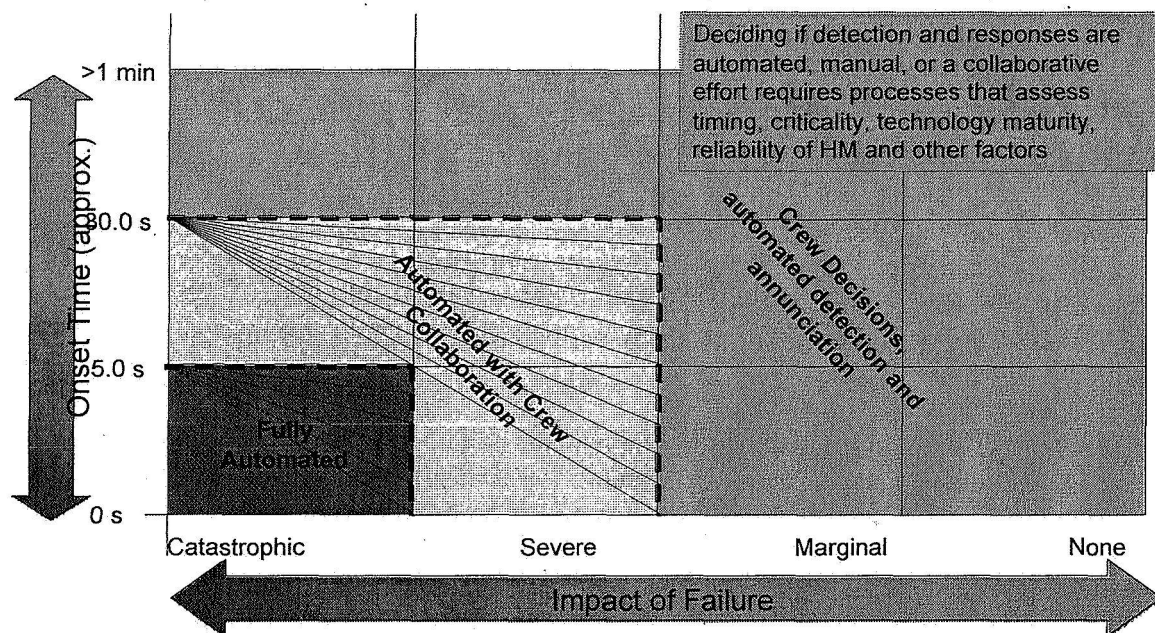 Deciding if detection and responses are
automated, manual, or a collaborative
effort requires processes that assess
timing, criticality, technology maturity,
reliability of HM and other factors
>1 min
30.0 s
5.0 s
0 s
Onset Time (approx.)
Automated with Crew
Collaboration
Crew Decisions,
automated detection and
annunciation
Fully
Automated
Catastrophic
Severe
Marginal
None
Impact of Failure